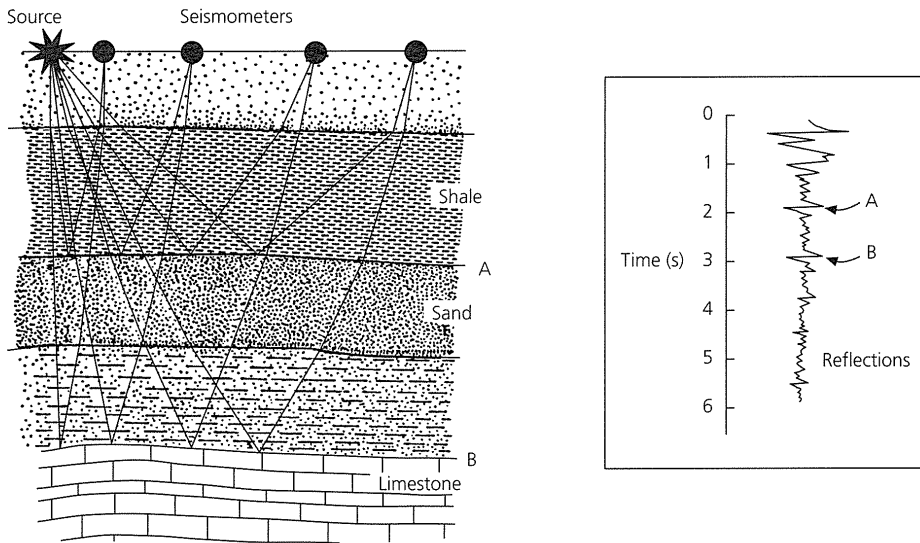 Source
Seismometers
Shale
A
Sand
B
Limestone
0
1
2
3
4
5
6
Time (s)
A
B
Reflections